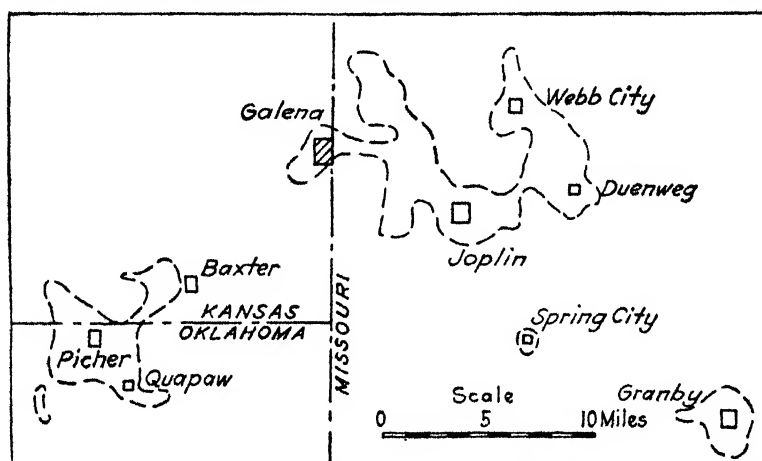 Galena
Webb City
Duenweg
Joplin
Baxter
KANSAS
OKLAHOMA
MISSOURI
Spring City
Picher
Quapaw
Granby
Scale
0 5 10 Miles